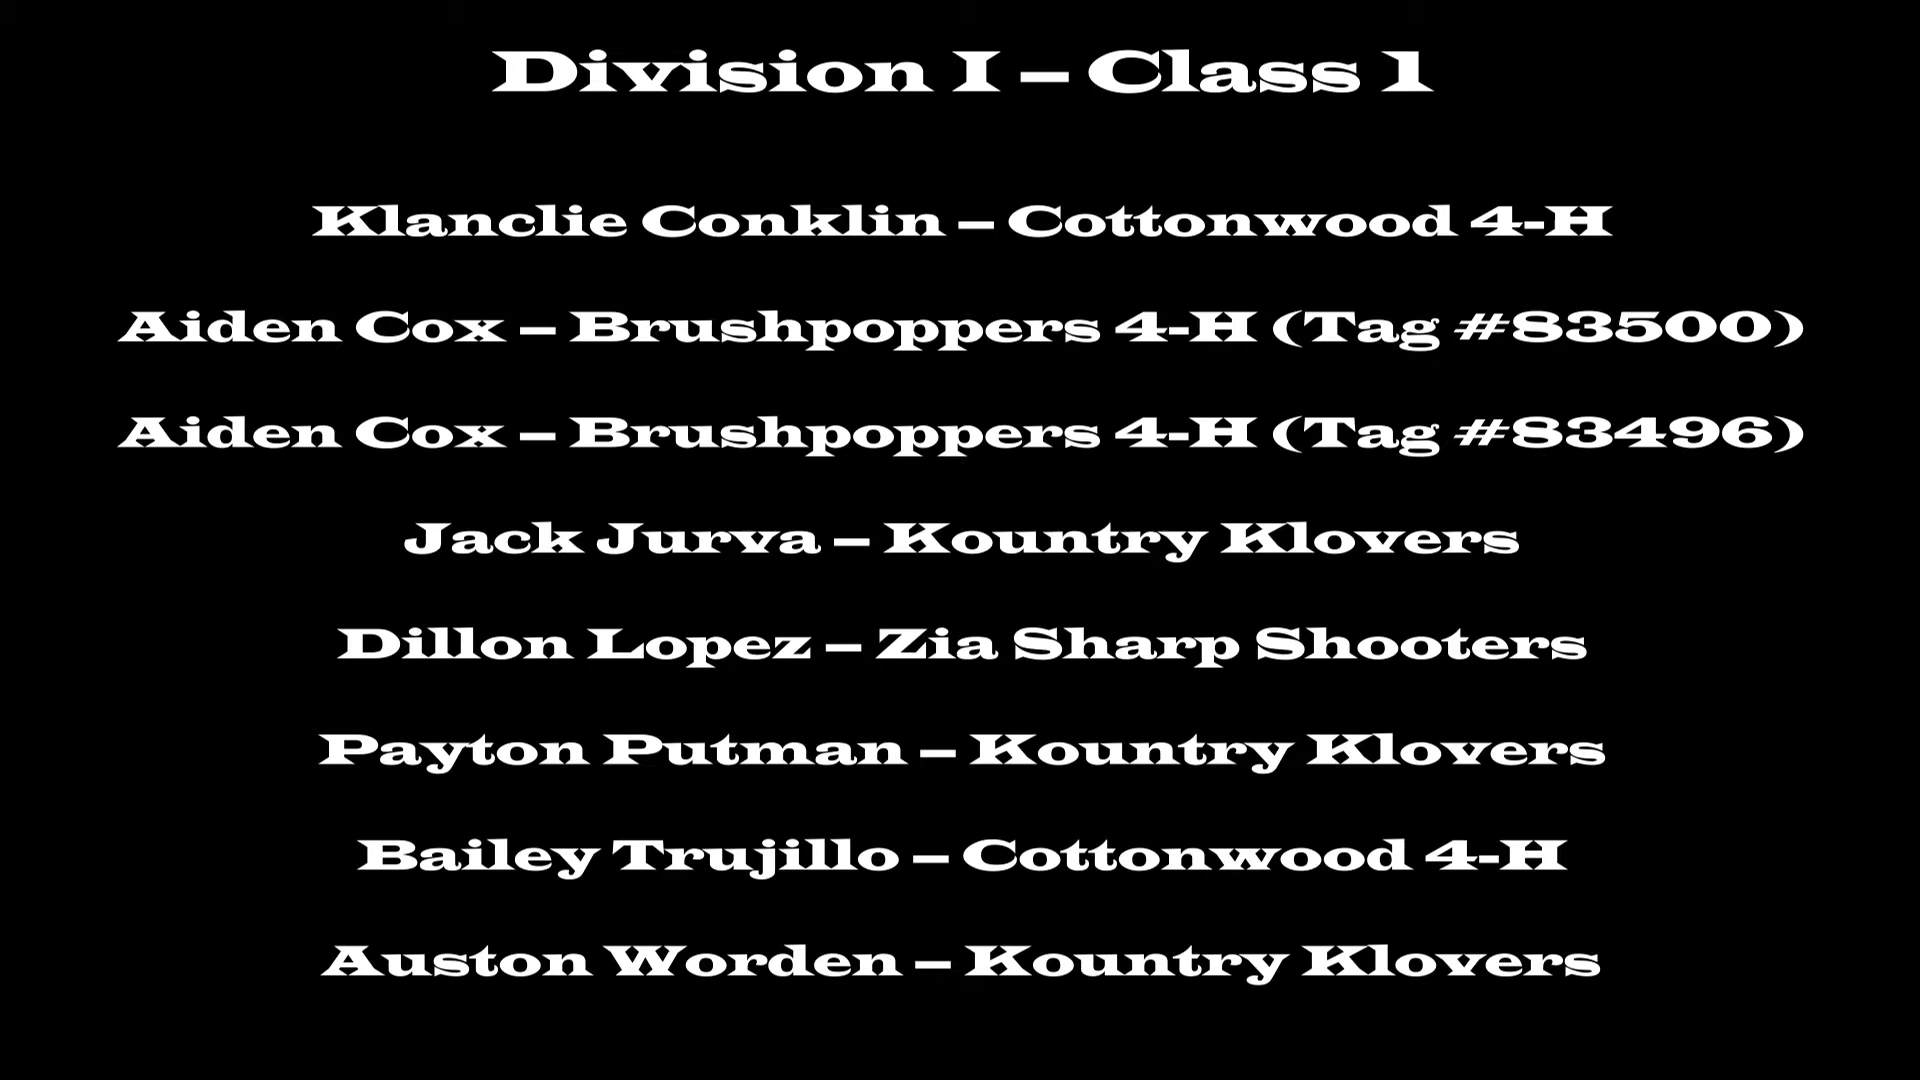 Division I – Class 1
Klanclie Conklin – Cottonwood 4-H
Aiden Cox – Brushpoppers 4-H (Tag #83500)
Aiden Cox – Brushpoppers 4-H (Tag #83496)
Jack Jurva – Kountry Klovers
Dillon Lopez – Zia Sharp Shooters
Payton Putman – Kountry Klovers
Bailey Trujillo – Cottonwood 4-H
Auston Worden – Kountry Klovers